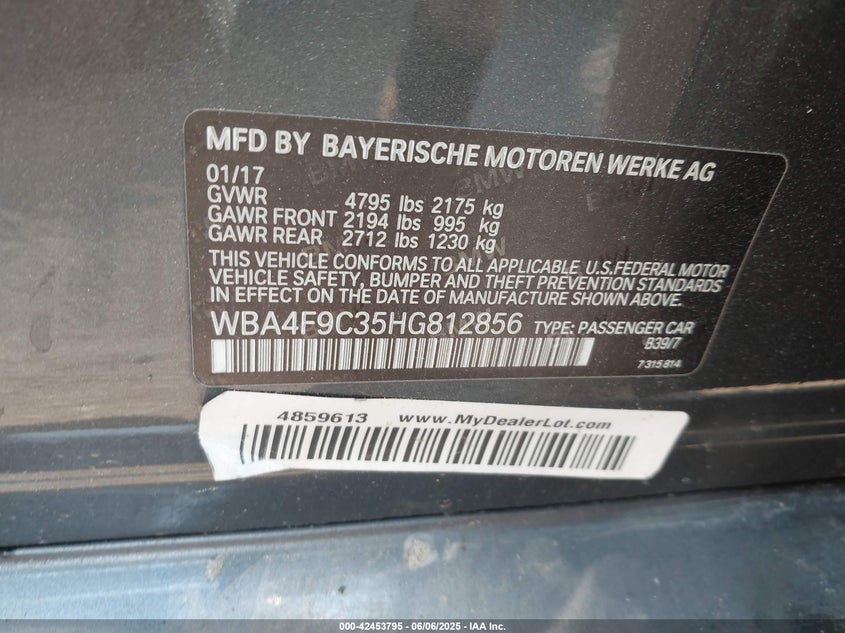 MFD BY BAYERISCHE MOTOREN WERKE AG
01/17
GVWR 4795 lbs 2175 kg
GAWR FRONT 2194 lbs 995 kg
GAWR REAR 2712 lbs 1230 kg
THIS VEHICLE CONFORMS TO ALL APPLICABLE U.S.FEDERAL MOTOR
VEHICLE SAFETY, BUMPER AND THEFT PREVENTION STANDARDS
IN EFFECT ON THE DATE OF MANUFACTURE SHOWN ABOVE.
WBA4F9C35HG812856 TYPE: PASSENGER CAR
B39/7
7315814
4859613 www.MyDealerLot.com
000-42453795 - 06/06/2025 - IAA Inc.